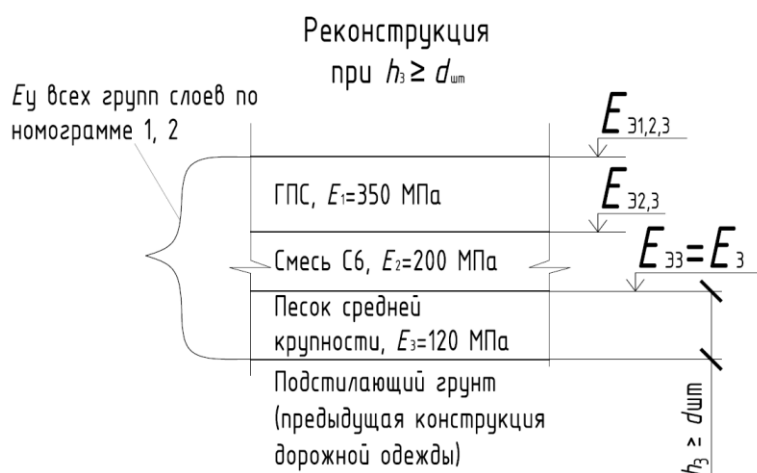 Реконструкция
при h₃ ≥ dшт
Eу всех групп слоев по
номограмме 1, 2
Eэ1,2,3
ГПС, E₁=350 МПа
Eэ2,3
Смесь С6, E₂=200 МПа
Eээ=E₃
Песок средней
крупности, E₃=120 МПа
Подстилающий грунт
(предыдущая конструкция
дорожной одежды)
h₃ ≥ dшт